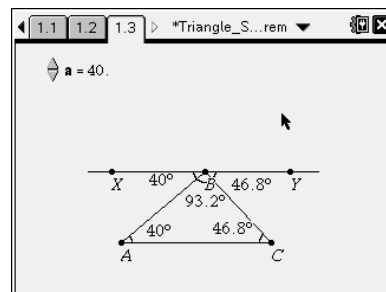 1.1 1.2 1.3 *Triangle_S...rem
a = 40.
X 40° B 46.8° Y
93.2°
40° 46.8°
A C